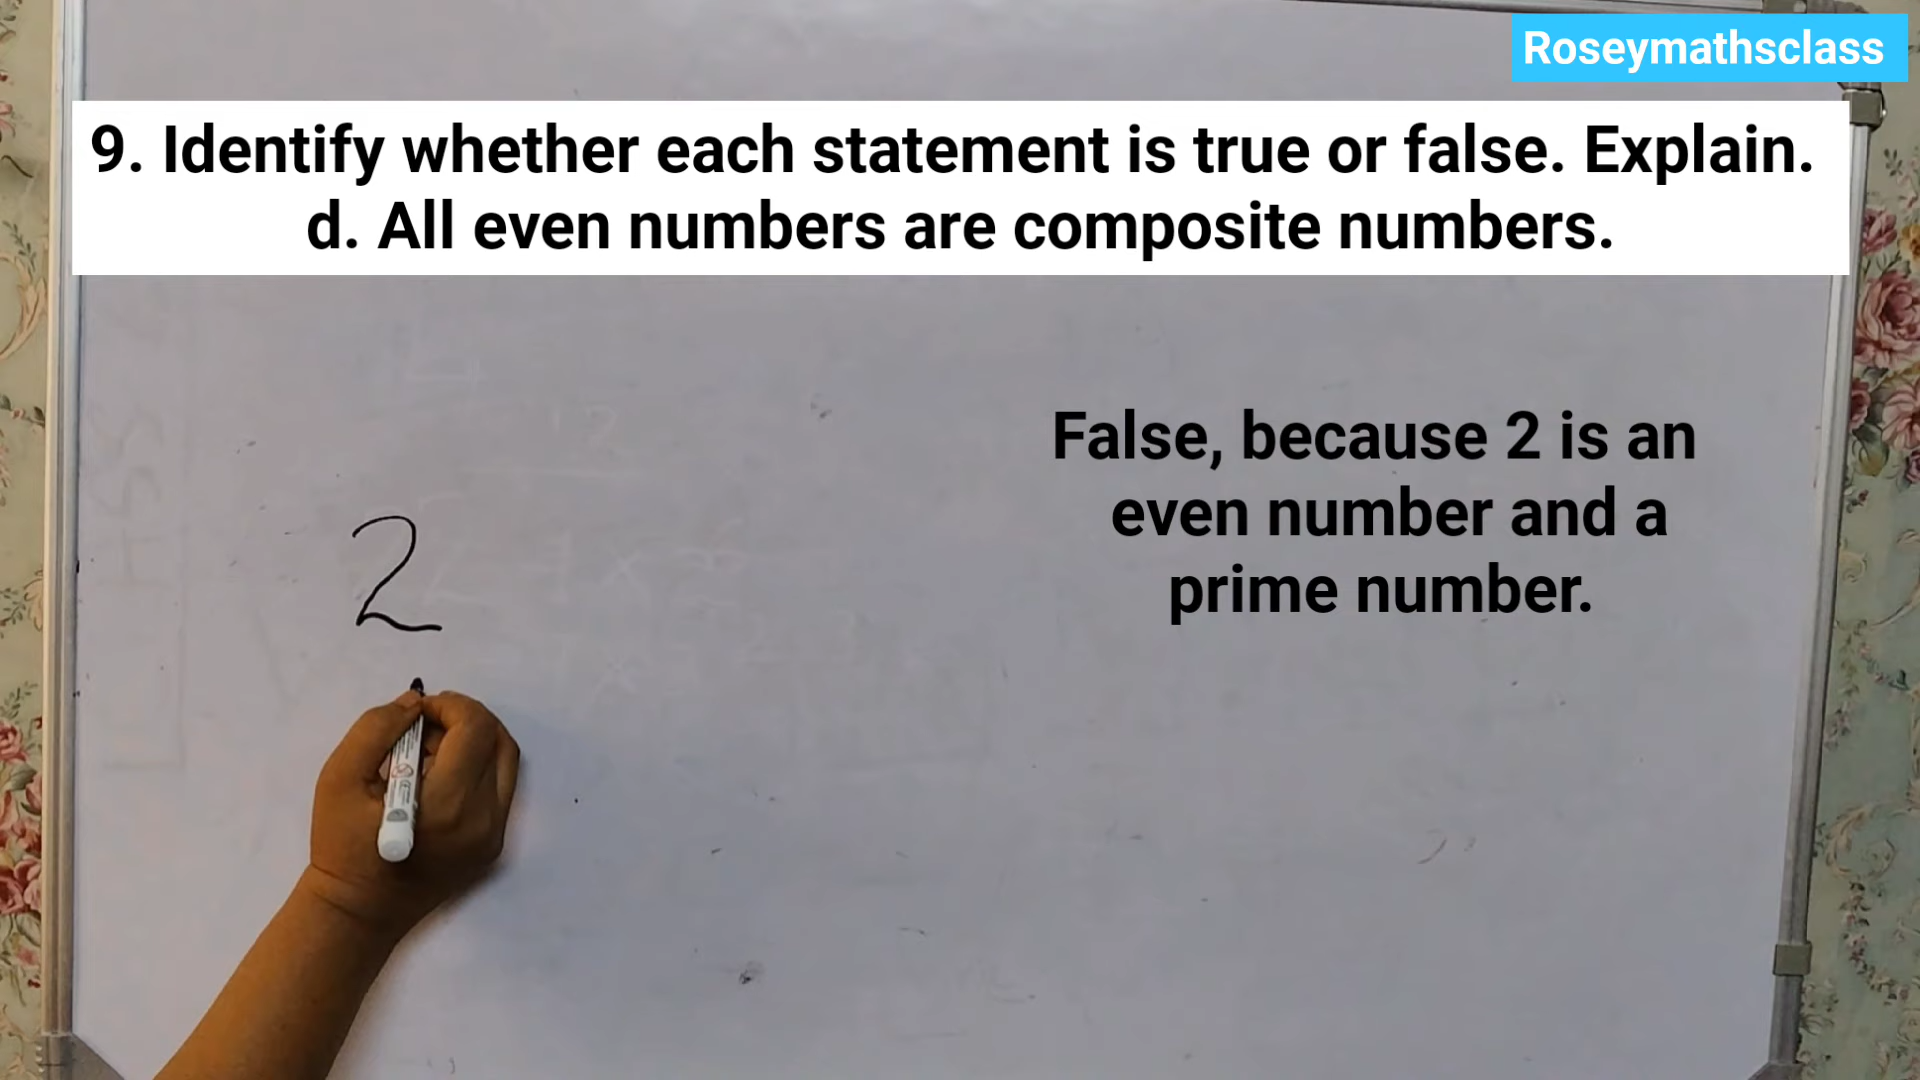 Roseymathsclass
9. Identify whether each statement is true or false. Explain.
d. All even numbers are composite numbers.
False, because 2 is an
even number and a
prime number.
2